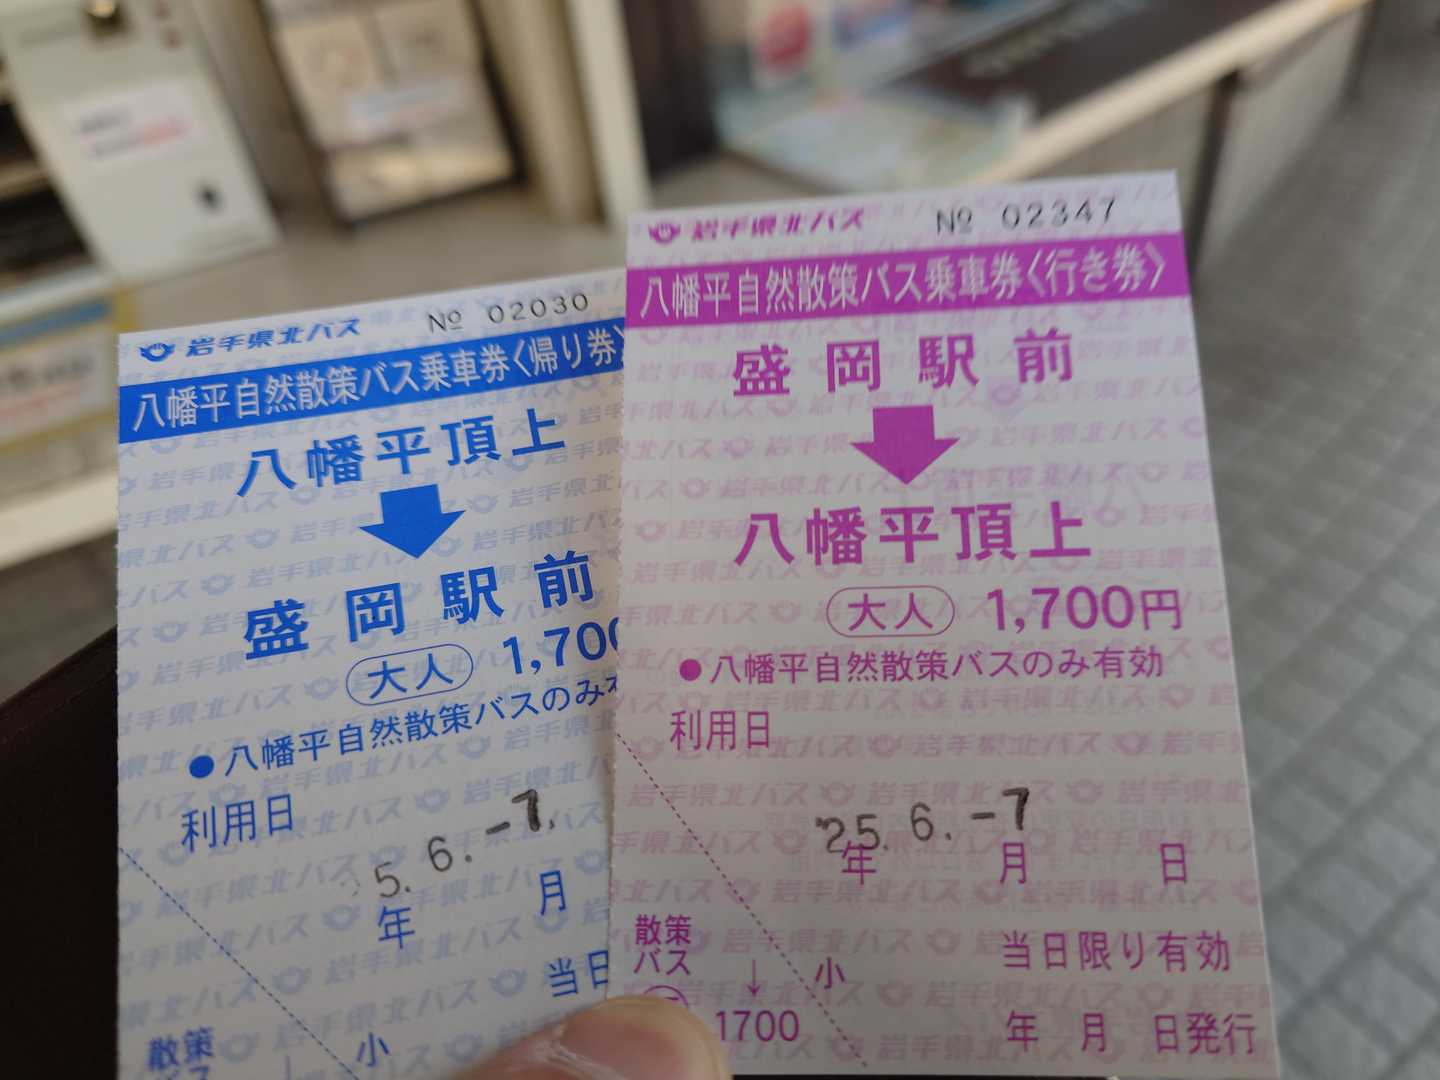 岩手県北バス № 02030
八幡平自然散策バス乗車券〈帰り券〉
八幡平頂上
盛岡駅前
大人 1,700
●八幡平自然散策バスのみ
利用日
5. 6. -7.
年 月
当日
散策
バス ↓ 小
岩手県北バス № 02347
八幡平自然散策バス乗車券〈行き券〉
盛岡駅前
八幡平頂上
大人 1,700円
●八幡平自然散策バスのみ有効
利用日
'25. 6. -7
年 月 日
当日限り有効
散策
バス ↓ 小
1700
年 月 日発行